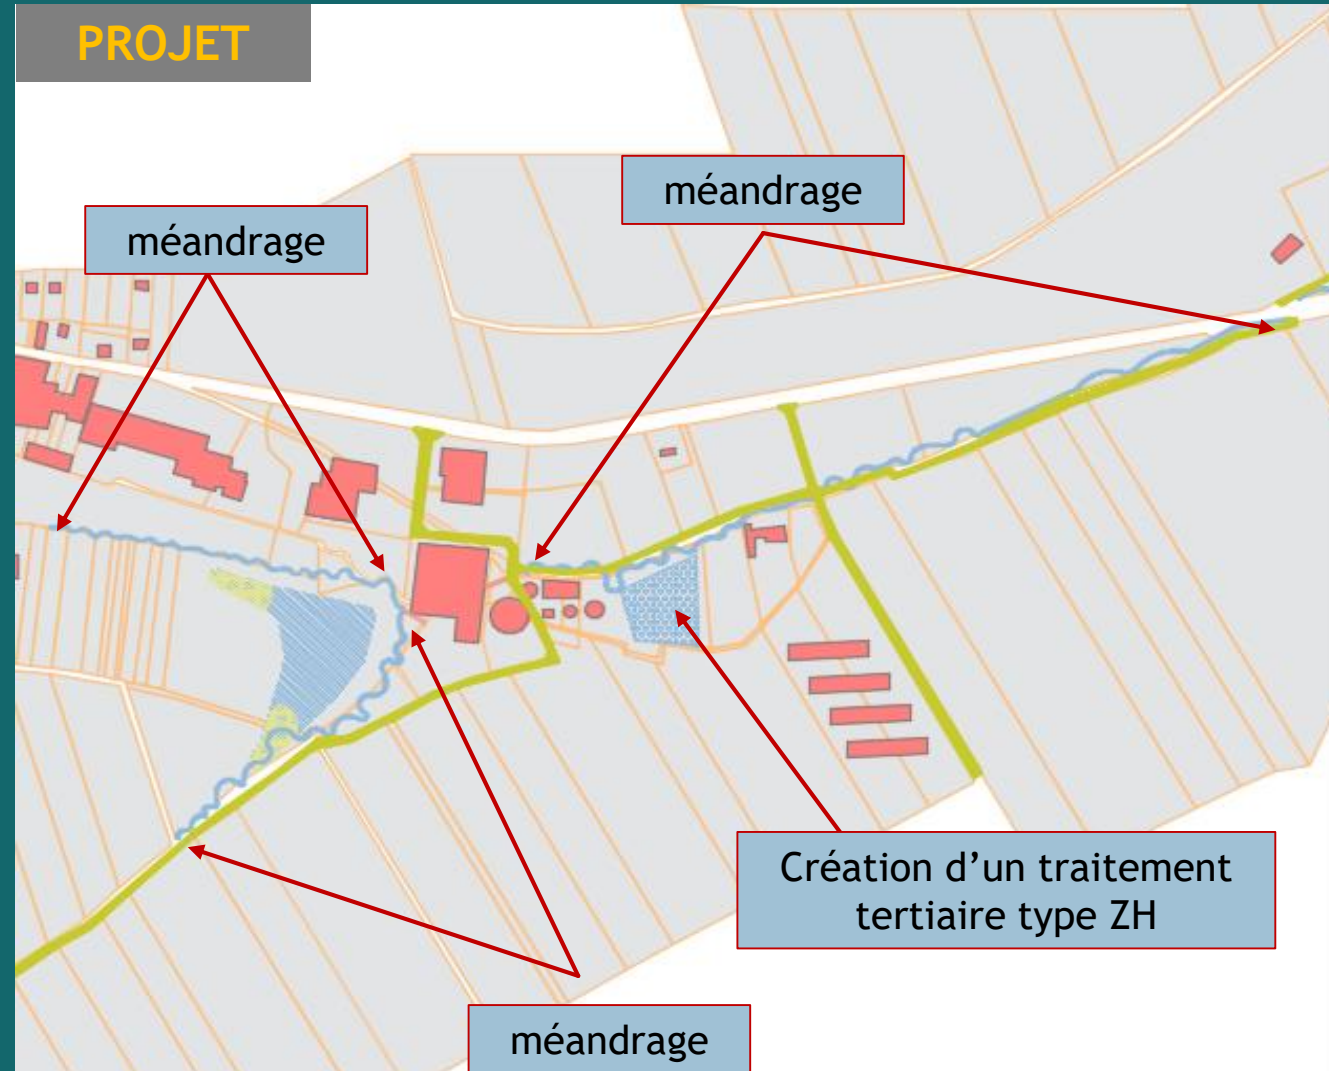 PROJET
méandrage
méandrage
Création d’un traitement
tertiaire type ZH
méandrage